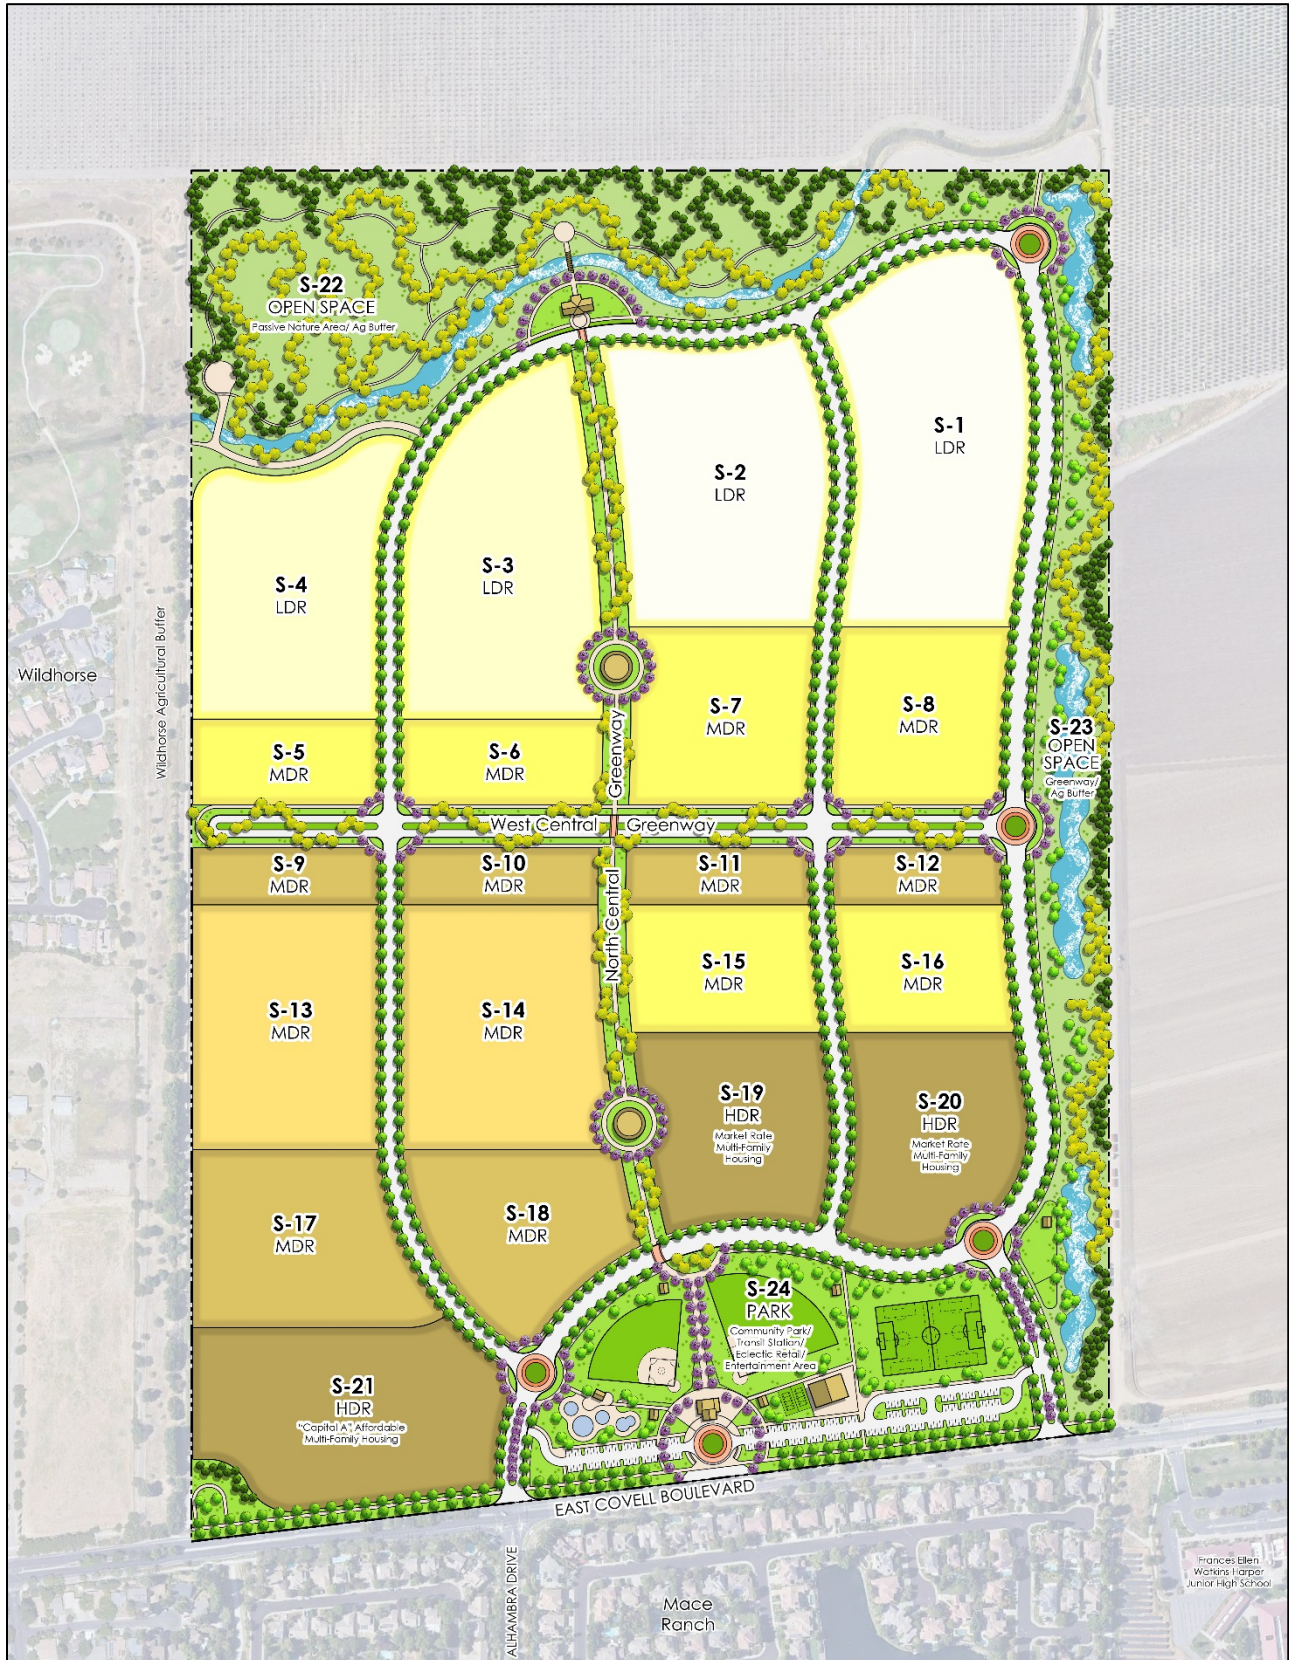 S-22
OPEN SPACE
Passive Nature Area/ Ag Buffer
S-1
LDR
S-2
LDR
S-3
LDR
S-4
LDR
Wildhorse
Wildhorse Agricultural Buffer
S-5
MDR
S-6
MDR
S-7
MDR
S-8
MDR
S-23
OPEN
SPACE
Greenway/
Ag Buffer
West Central Greenway
North Central Greenway
S-9
MDR
S-10
MDR
S-11
MDR
S-12
MDR
S-13
MDR
S-14
MDR
S-15
MDR
S-16
MDR
S-17
MDR
S-18
MDR
S-19
HDR
Market Rate
Multi-Family
Housing
S-20
HDR
Market Rate
Multi-Family
Housing
S-21
HDR
"Capital A" Affordable
Multi-Family Housing
S-24
PARK
Community Park/
Transit Station/
Eclectic Retail/
Entertainment Area
EAST COVELL BOULEVARD
ALHAMBRA DRIVE
Mace
Ranch
Frances Ellen
Watkins Harper
Junior High School